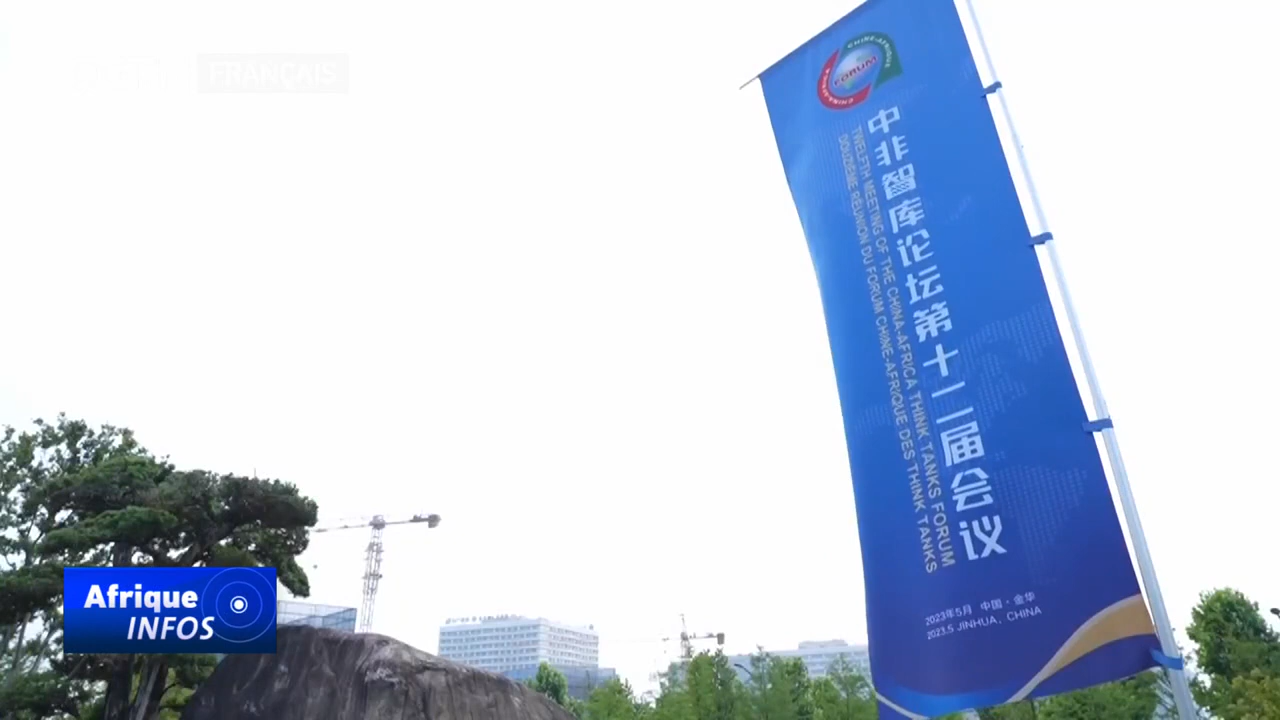 FRANÇAIS
CHINE-AFRIQUE
FORUM
中非智库论坛第十二届会议
TWELFTH MEETING OF THE CHINA-AFRICA THINK TANKS FORUM
DOUZIÈME RÉUNION DU FORUM CHINE-AFRIQUE DES THINK TANKS
2023年5月 中国·金华
2023.5 JINHUA, CHINA
Afrique
INFOS